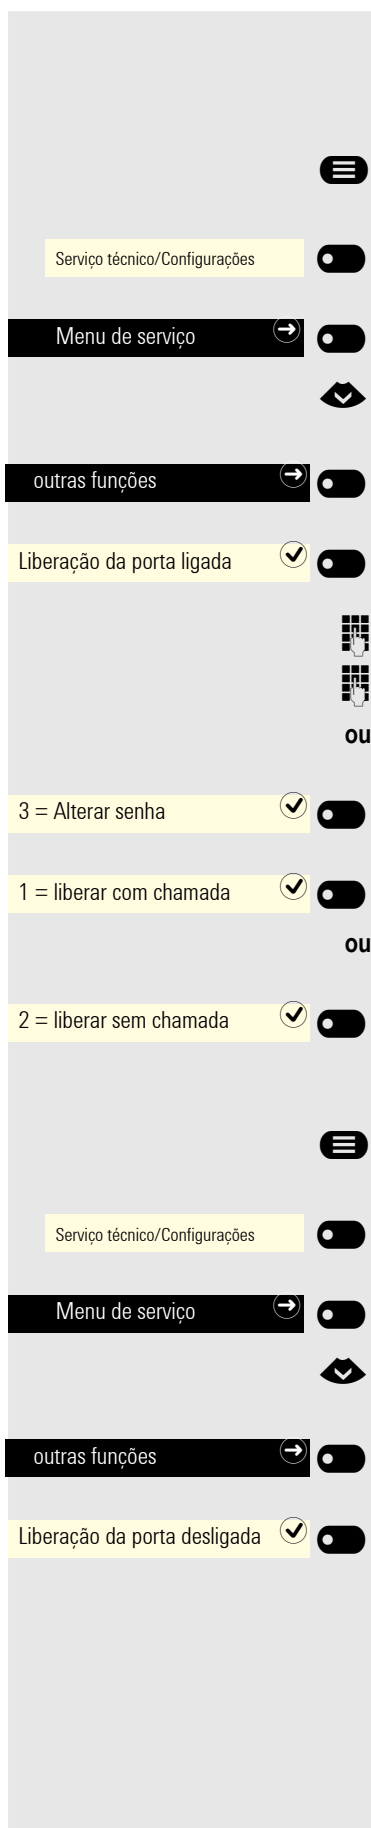 Serviço técnico/Configurações
Menu de serviço
outras funções
Liberação da porta ligada
ou
3 = Alterar senha
1 = liberar com chamada
ou
2 = liberar sem chamada
Serviço técnico/Configurações
Menu de serviço
outras funções
Liberação da porta desligada